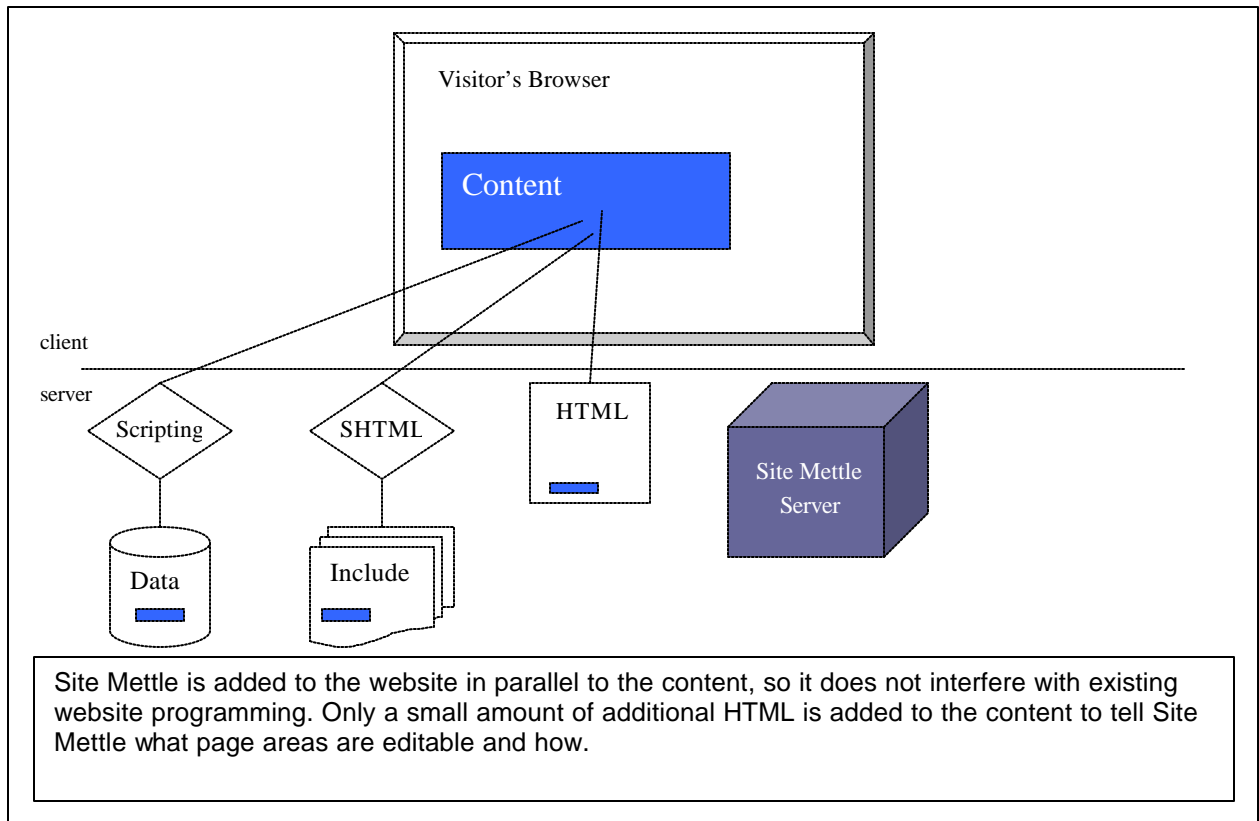 Visitor’s Browser
Content
client
server
Scripting
SHTML
HTML
Site Mettle
Server
Data
Include
Site Mettle is added to the website in parallel to the content, so it does not interfere with existing
website programming. Only a small amount of additional HTML is added to the content to tell Site
Mettle what page areas are editable and how.